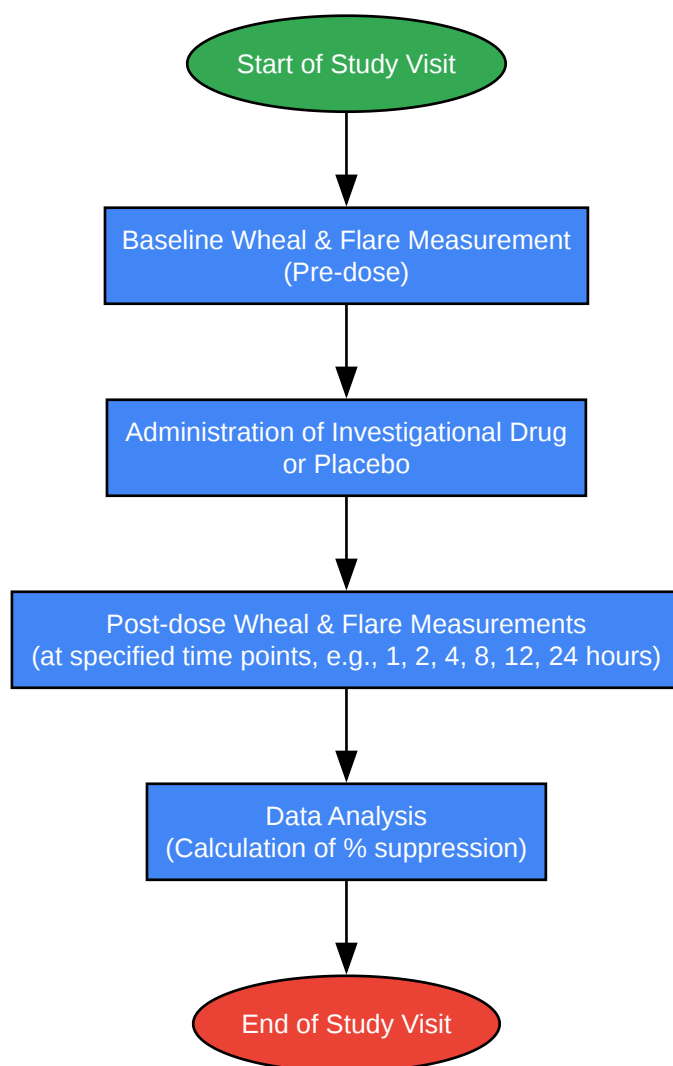 Start of Study Visit
Baseline Wheal & Flare Measurement
(Pre-dose)
Administration of Investigational Drug
or Placebo
Post-dose Wheal & Flare Measurements
(at specified time points, e.g., 1, 2, 4, 8, 12, 24 hours)
Data Analysis
(Calculation of % suppression)
End of Study Visit